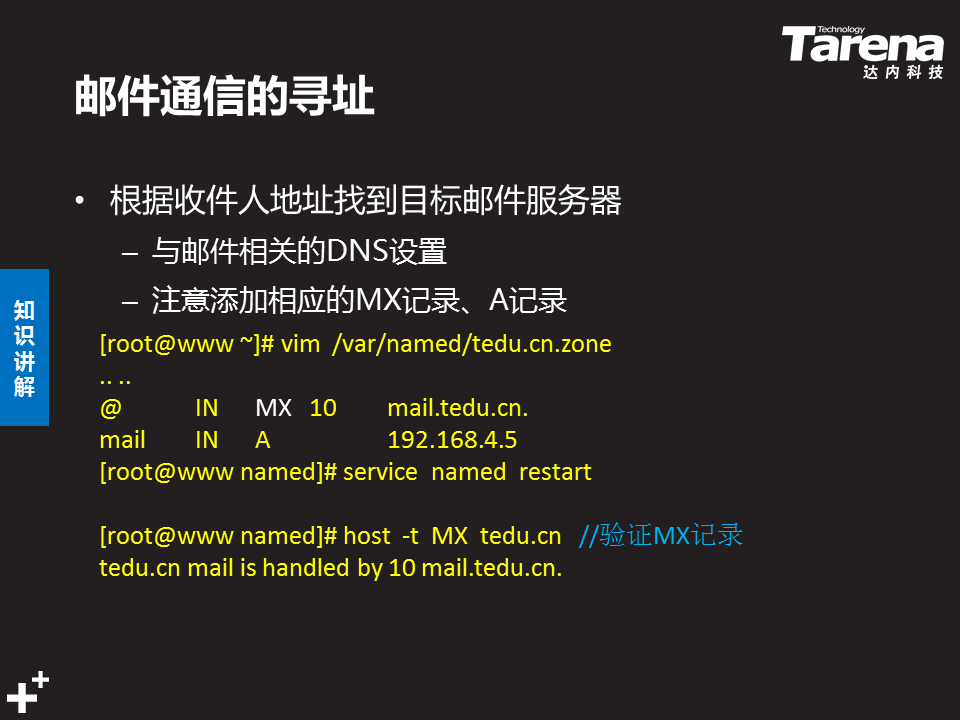 Technology
Tarena
达内科技
邮件通信的寻址
• 根据收件人地址找到目标邮件服务器
– 与邮件相关的DNS设置
– 注意添加相应的MX记录、A记录
知识讲解
[root@www ~]# vim /var/named/tedu.cn.zone
.. ..
@ IN MX 10 mail.tedu.cn.
mail IN A 192.168.4.5
[root@www named]# service named restart
[root@www named]# host -t MX tedu.cn //验证MX记录
tedu.cn mail is handled by 10 mail.tedu.cn.